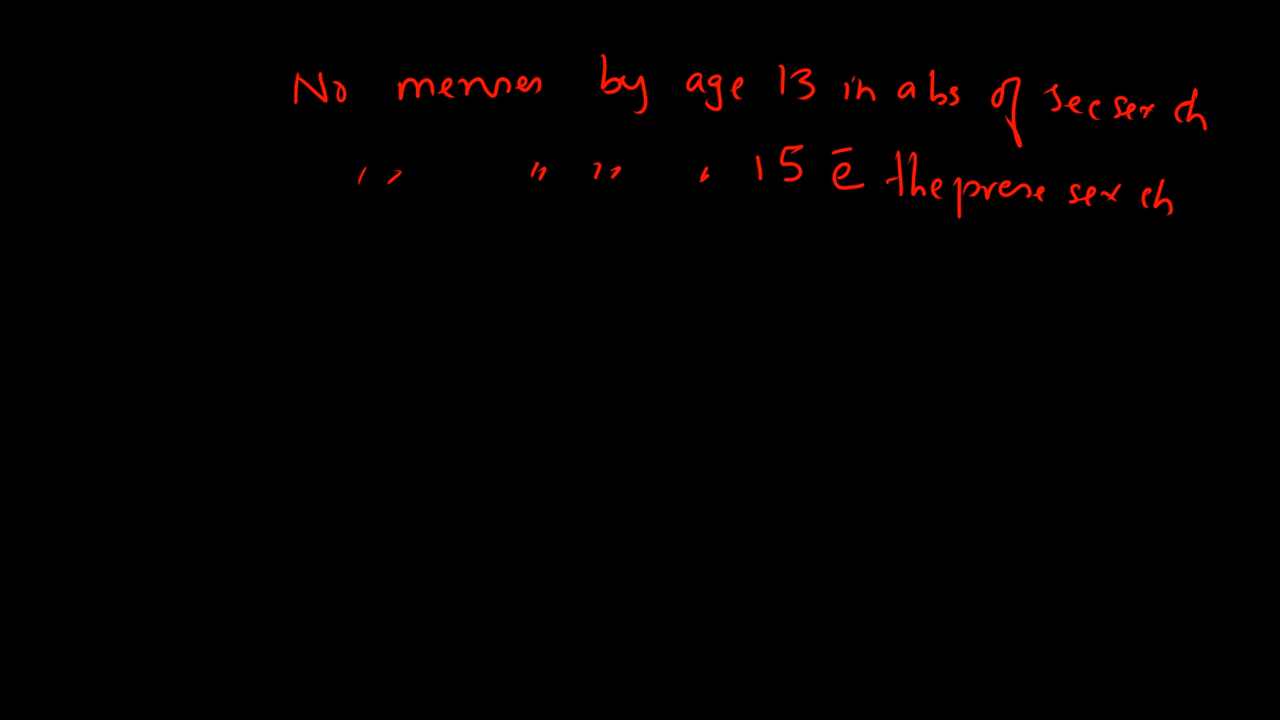 No menses by age 13 in abs of sec sex ch
" " " " 15 c̄ the prese sex ch